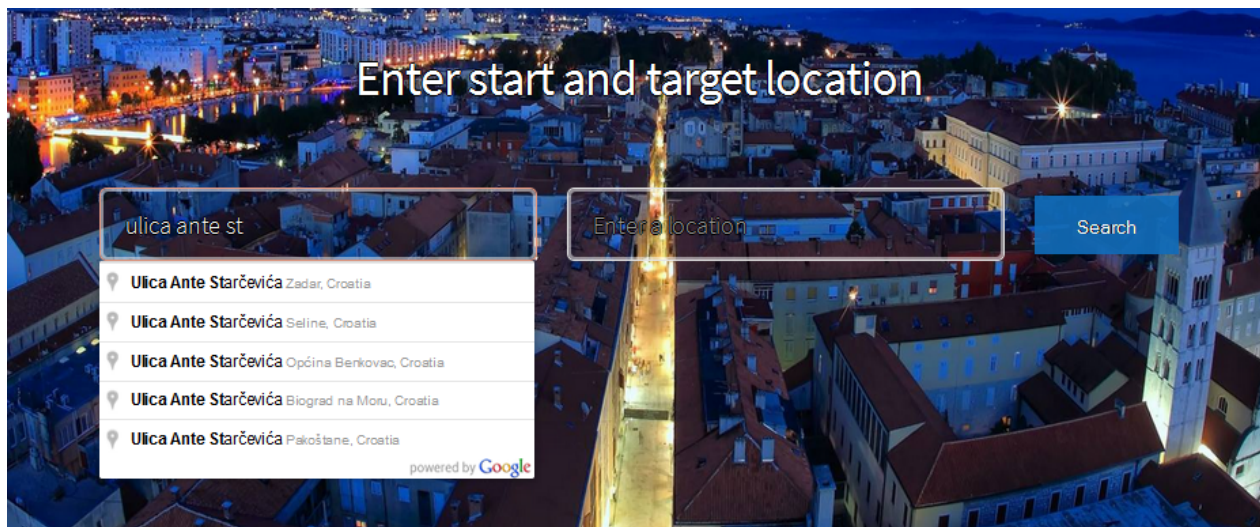 Enter start and target location
ulica ante st
Enter a location
Search
Ulica Ante Starčevića Zadar, Croatia
Ulica Ante Starčevića Seline, Croatia
Ulica Ante Starčevića Općina Benkovac, Croatia
Ulica Ante Starčevića Biograd na Moru, Croatia
Ulica Ante Starčevića Pakoštane, Croatia
powered by Google